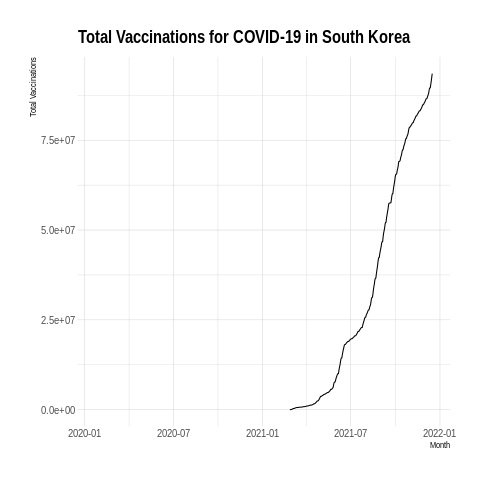 Total Vaccinations for COVID-19 in South Korea
Total Vaccinations
7.5e+07
5.0e+07
2.5e+07
0.0e+00
2020-01 2020-07 2021-01 2021-07 2022-01
Month